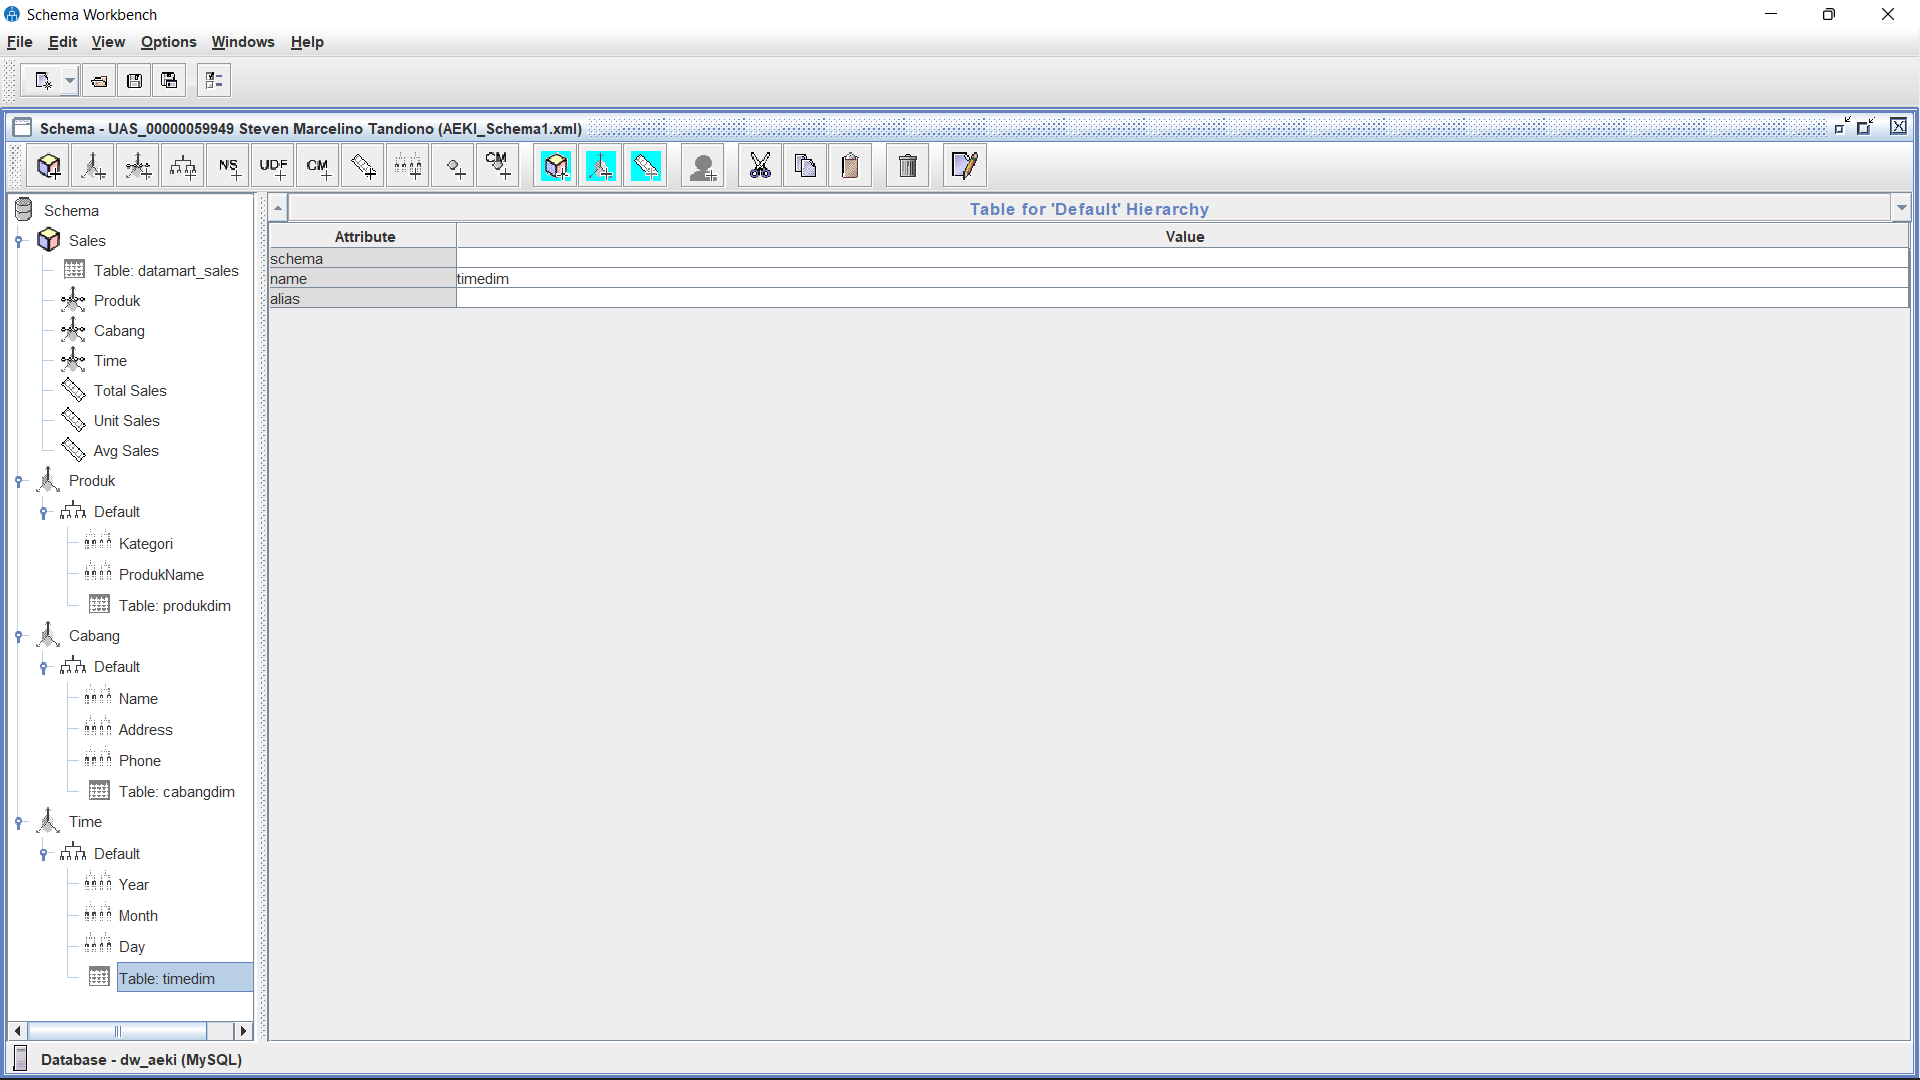 Schema Workbench
File Edit View Options Windows Help
Schema - UAS_00000059949 Steven Marcelino Tandiono (AEKI_Schema1.xml)
NS UDF CM CM
Schema
Sales
Table: datamart_sales
Produk
Cabang
Time
Total Sales
Unit Sales
Avg Sales
Produk
Default
Kategori
ProdukName
Table: produkdim
Cabang
Default
Name
Address
Phone
Table: cabangdim
Time
Default
Year
Month
Day
Table: timedim
Table for 'Default' Hierarchy
Attribute Value
schema
name timedim
alias
Database - dw_aeki (MySQL)